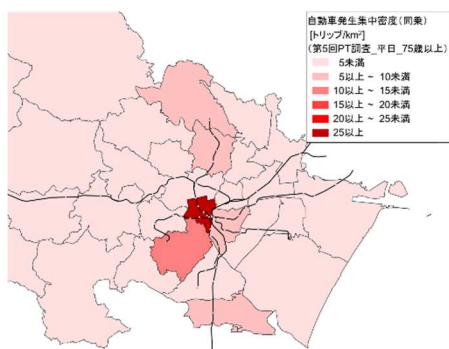 自動車発生集中密度(同乗)
[トリップ/km²]
(第5回PT調査_平日_75歳以上)
5未満
5以上 ~ 10未満
10以上 ~ 15未満
15以上 ~ 20未満
20以上 ~ 25未満
25以上